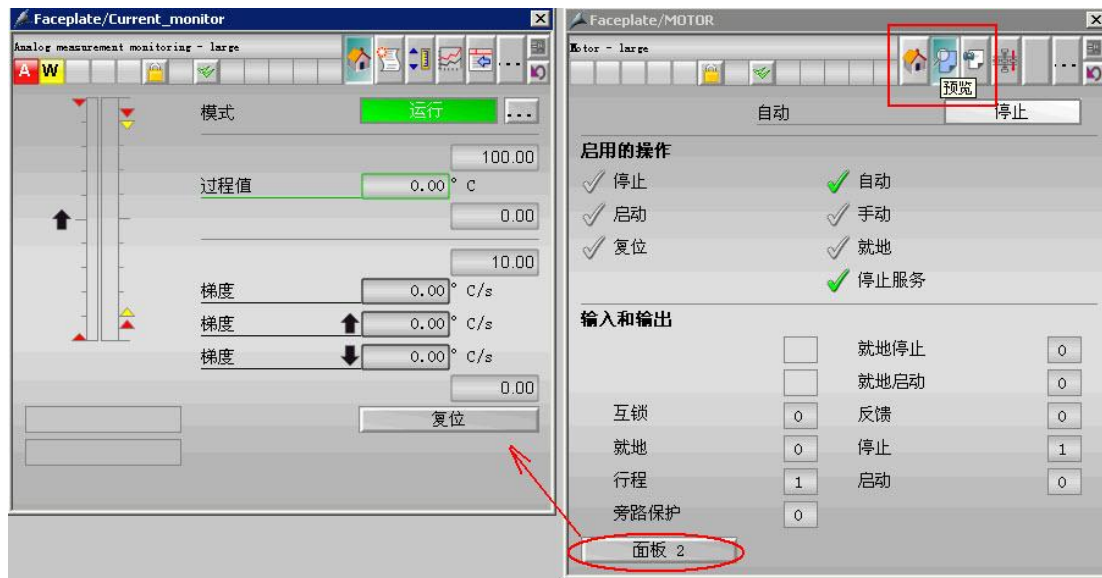 Faceplate/Current_monitor
Analog measurement monitoring - large
A W
...
模式
运行
...
100.00
过程值
0.00 ° C
0.00
10.00
梯度
0.00 ° C/s
梯度
0.00 ° C/s
梯度
0.00 ° C/s
0.00
复位
Faceplate/MOTOR
Motor - large
...
预览
自动
停止
启用的操作
停止
自动
启动
手动
复位
就地
停止服务
输入和输出
就地停止
0
就地启动
0
互锁
0
反馈
0
就地
0
停止
1
行程
1
启动
0
旁路保护
0
面板 2